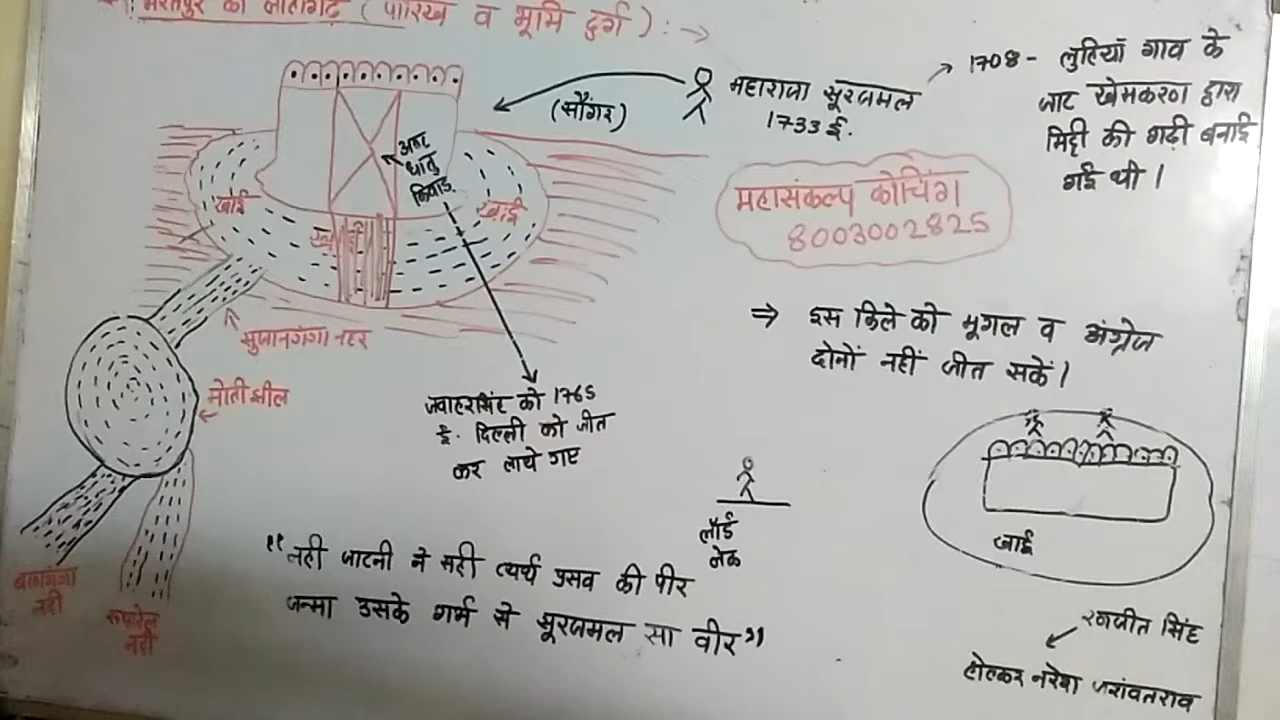 भरतपुर का लोहागढ़ (पारिख व भूमि दुर्ग) :→
(सौंगर)
महाराजा सूरजमल
1733 ई.
1708 - लुटियाँ गाव के
जाट खेमकरण द्वारा
मिट्टी की गढ़ी बनाई
गई थी।
अष्ट
धातु
किवाड़
खाई
खाई
महासंकल्प कोचिंग
8003002825
सुजानगंगा नहर
मोती झील
⇒ इस किले को मूगल व अंग्रेज
दोनों नहीं जीत सकें।
जवाहरसिंह को 1765
ई. दिल्ली को जीत
कर लाये गए
लॉर्ड
लेक
खाई
"नही जाटनी ने सही व्यर्थ प्रसव की पीर
जन्मा उसके गर्भ से सूरजमल सा वीर"
बाणगंगा
नदी
रूपारेल
नदी
रणजीत सिंह
होल्कर नरेश जसवंतराव